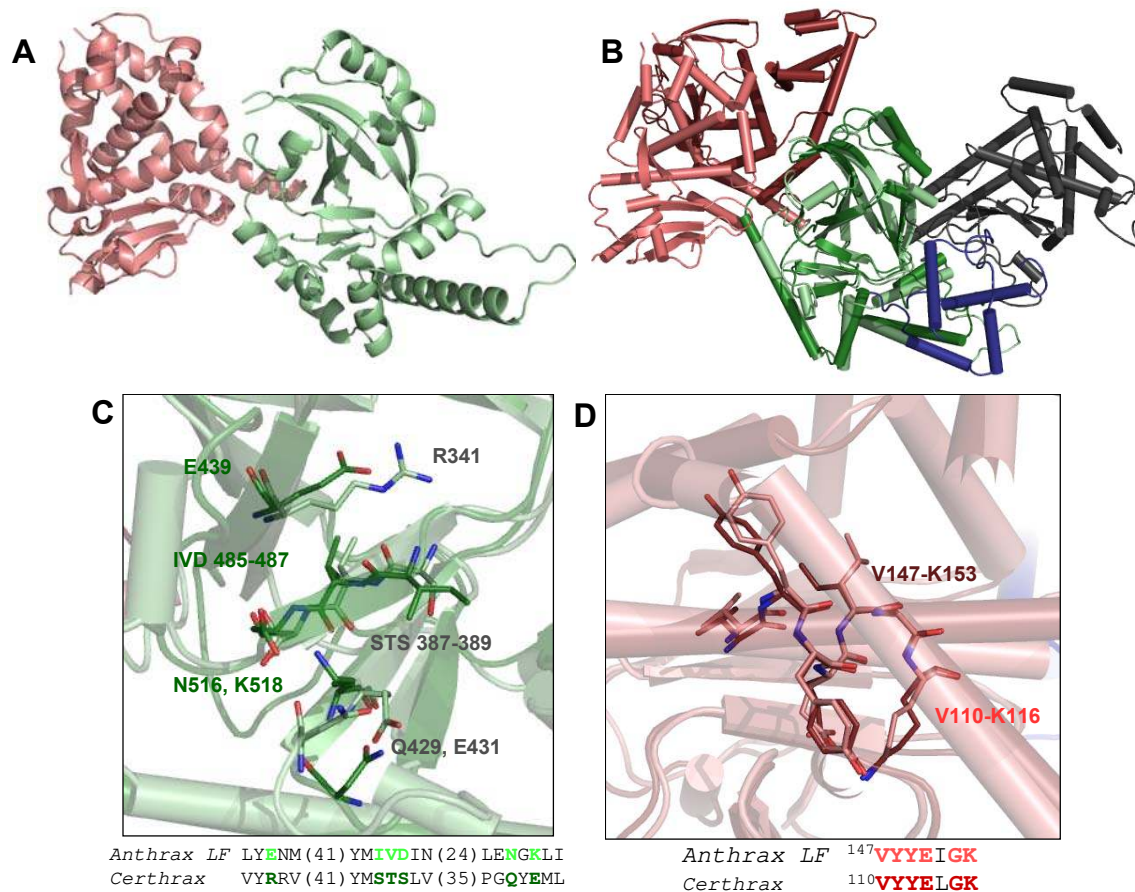 A
B
C
E439
R341
IVD 485-487
STS 387-389
N516, K518
Q429, E431
Anthrax LF LYENM(41)YMIVDIN(24)LENGKLI
Certhrax VYRRV(41)YMSTSLV(35)PGQYEML
D
V147-K153
V110-K116
Anthrax LF 147VYYEIGK
Certhrax 110VYYELGK